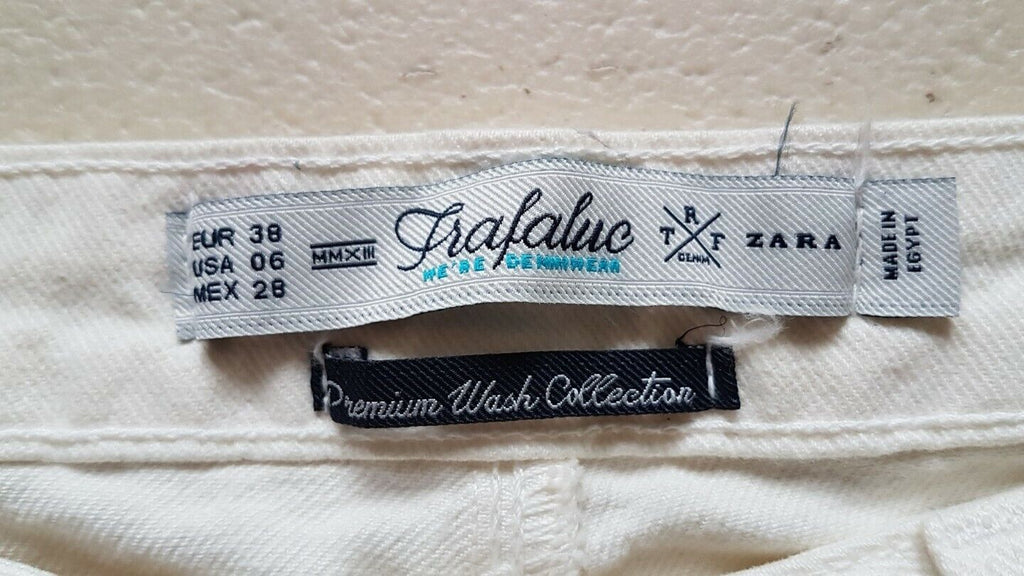 EUR 38
USA 06
MEX 28
MMXIII
Trafaluc
WE'RE DENIMWEAR
T R F
DENIM
ZARA
MADE IN
EGYPT
Premium Wash Collection